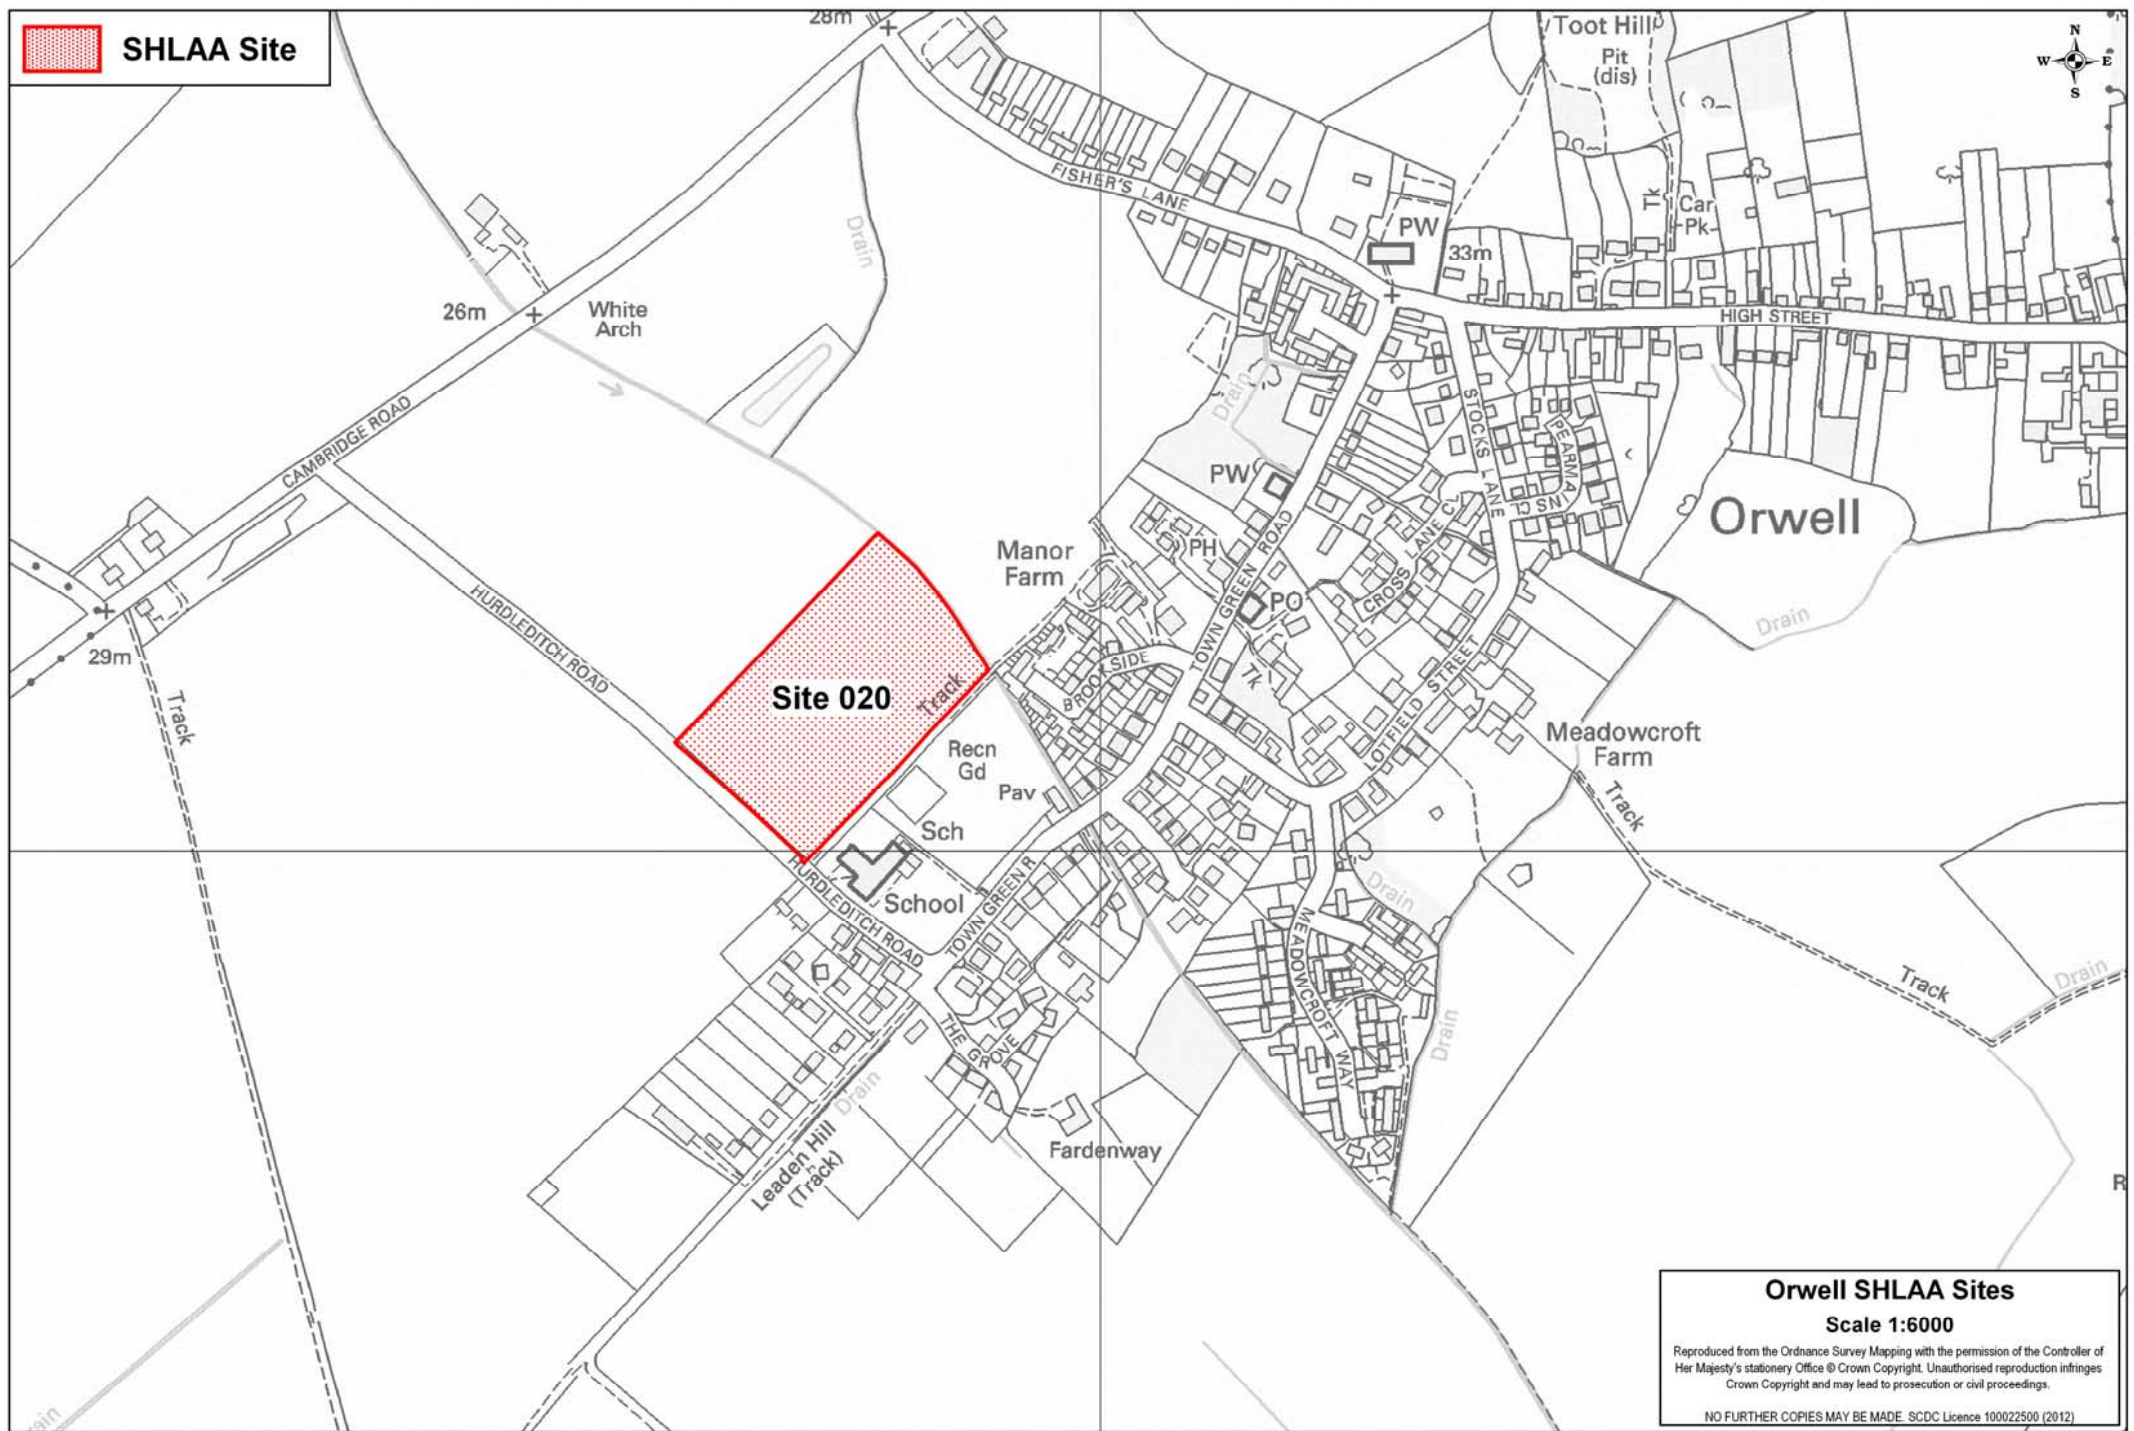 SHLAA Site
28m
Toot Hill
Pit
(dis)
N
W
E
S
FISHER'S LANE
Drain
Tk
Car
Pk
PW
33m
26m
White
Arch
HIGH STREET
Drain
CAMBRIDGE ROAD
STOCKS LANE
PEARMAINS CL
PW
Orwell
Manor
Farm
PH
CROSS LANE C
HURDLEDITCH ROAD
TOWN GREEN ROAD
PO
Drain
29m
BROOKSIDE
Tk
Site 020
Track
Track
LOTFIELD STREET
Meadowcroft
Farm
Recn
Gd
Pav
Track
Sch
HURDLEDITCH ROAD
School
TOWN GREEN R
Drain
MEADOWCROFT WAY
Track
Drain
THE GROVE
Drain
Drain
Fardenway
Leaden Hill
(Track)
R
Orwell SHLAA Sites
Scale 1:6000
Reproduced from the Ordnance Survey Mapping with the permission of the Controller of
Her Majesty's stationery Office © Crown Copyright. Unauthorised reproduction infringes
Crown Copyright and may lead to prosecution or civil proceedings.
NO FURTHER COPIES MAY BE MADE. SCDC Licence 100022500 (2012)
ain